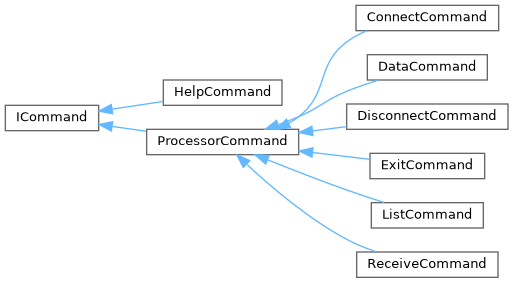 ICommand
HelpCommand
ProcessorCommand
ConnectCommand
DataCommand
DisconnectCommand
ExitCommand
ListCommand
ReceiveCommand